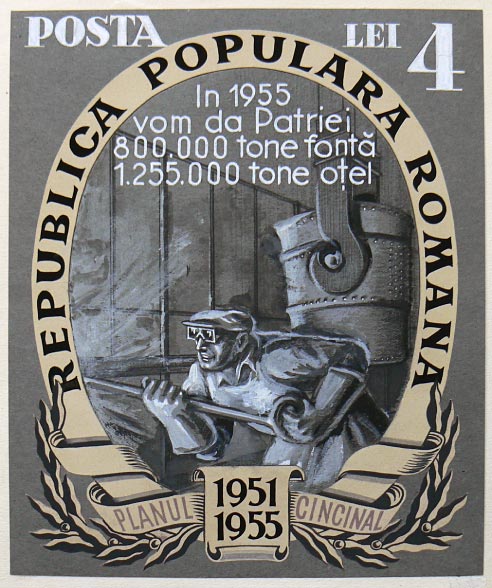 POSTA LEI 4
REPUBLICA POPULARA ROMANA
In 1955
vom da Patriei
800.000 tone fontă
1.255.000 tone oțel
PLANUL CINCINAL
1951
1955